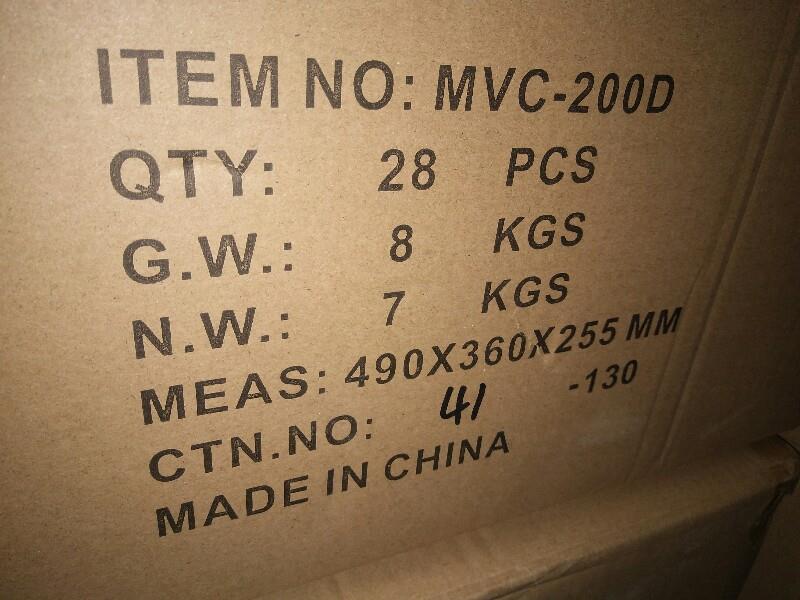 ITEM NO: MVC-200D
QTY: 28 PCS
G.W.: 8 KGS
N.W.: 7 KGS
MEAS: 490X360X255 MM
CTN.NO: 41 -130
MADE IN CHINA